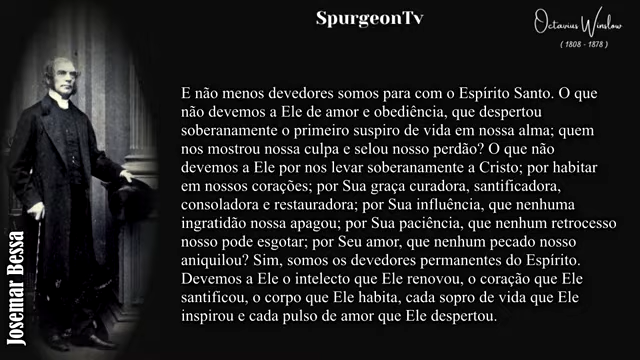 SpurgeonTv
Octavius Winslow
( 1808 - 1878 )
E não menos devedores somos para com o Espírito Santo. O que
não devemos a Ele de amor e obediência, que despertou
soberanamente o primeiro suspiro de vida em nossa alma; quem
nos mostrou nossa culpa e selou nosso perdão? O que não
devemos a Ele por nos levar soberanamente a Cristo; por habitar
em nossos corações; por Sua graça curadora, santificadora,
consoladora e restauradora; por Sua influência, que nenhuma
ingratidão nossa apagou; por Sua paciência, que nenhum retrocesso
nosso pode esgotar; por Seu amor, que nenhum pecado nosso
aniquilou? Sim, somos os devedores permanentes do Espírito.
Devemos a Ele o intelecto que Ele renovou, o coração que Ele
santificou, o corpo que Ele habita, cada sopro de vida que Ele
inspirou e cada pulso de amor que Ele despertou.
Josemar Bessa